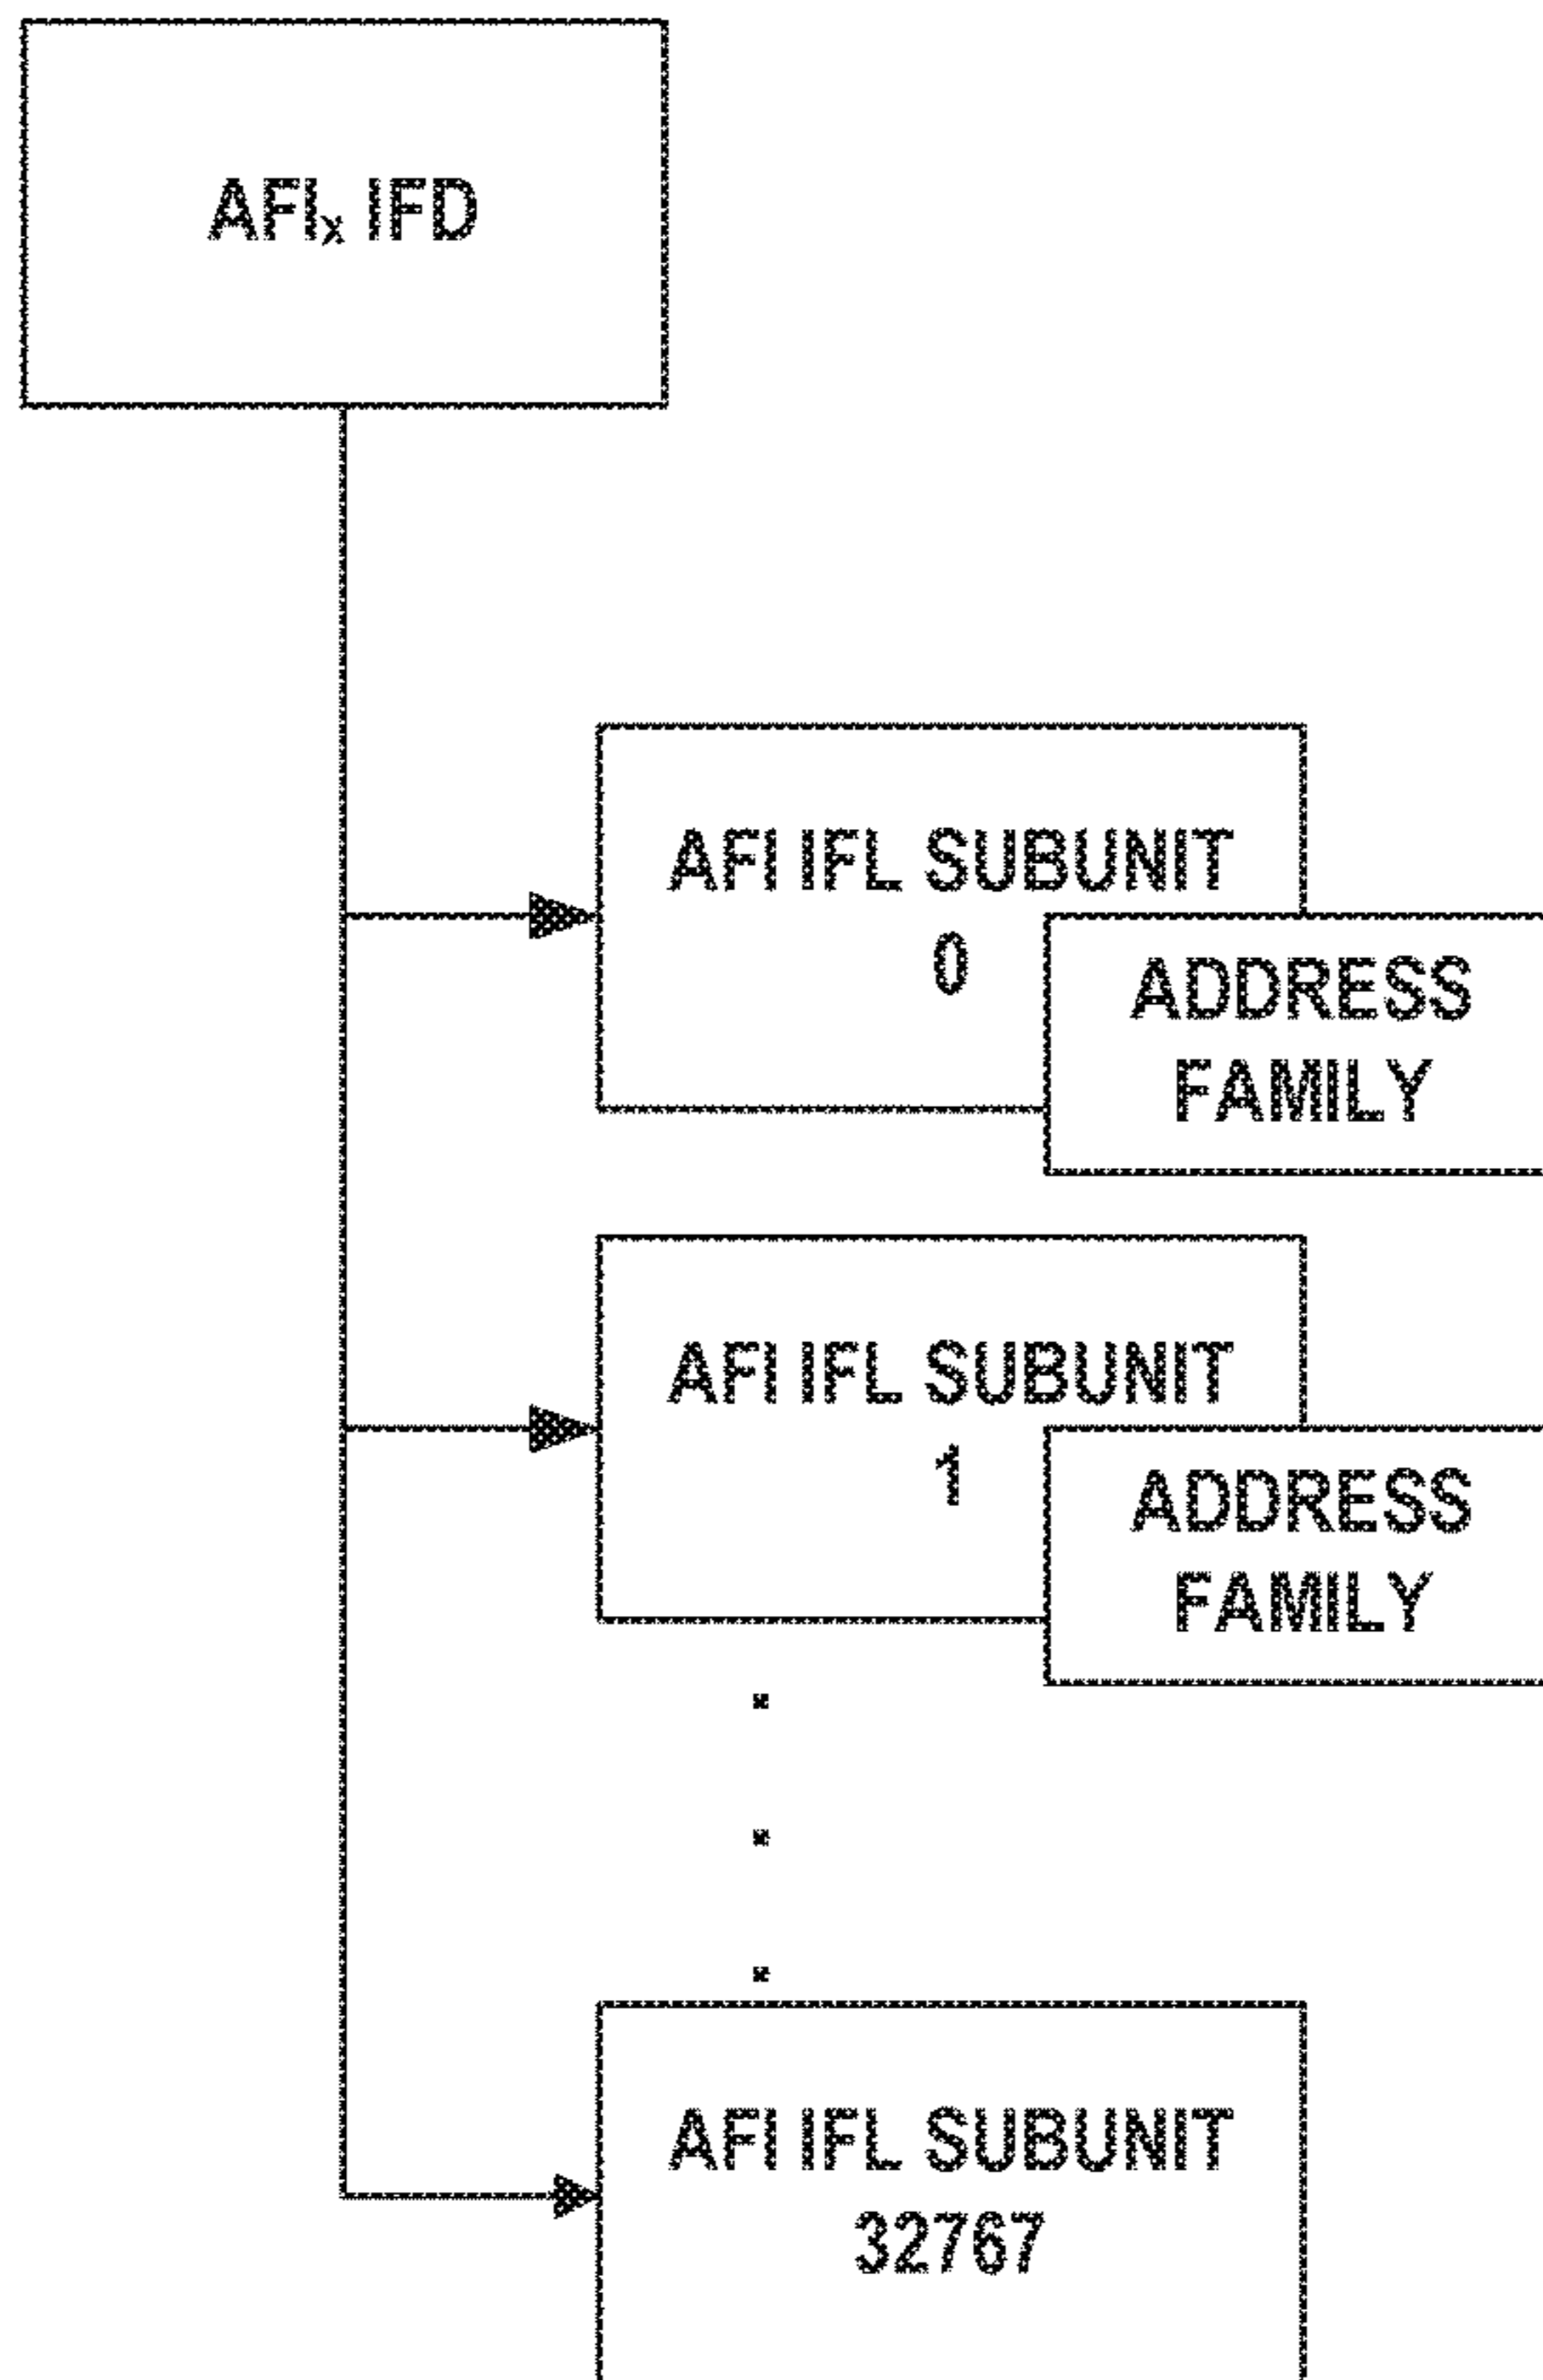 AFIₓ IFD
AFI IFL SUBUNIT
0
ADDRESS
FAMILY
AFI IFL SUBUNIT
1
ADDRESS
FAMILY
AFI IFL SUBUNIT
32767